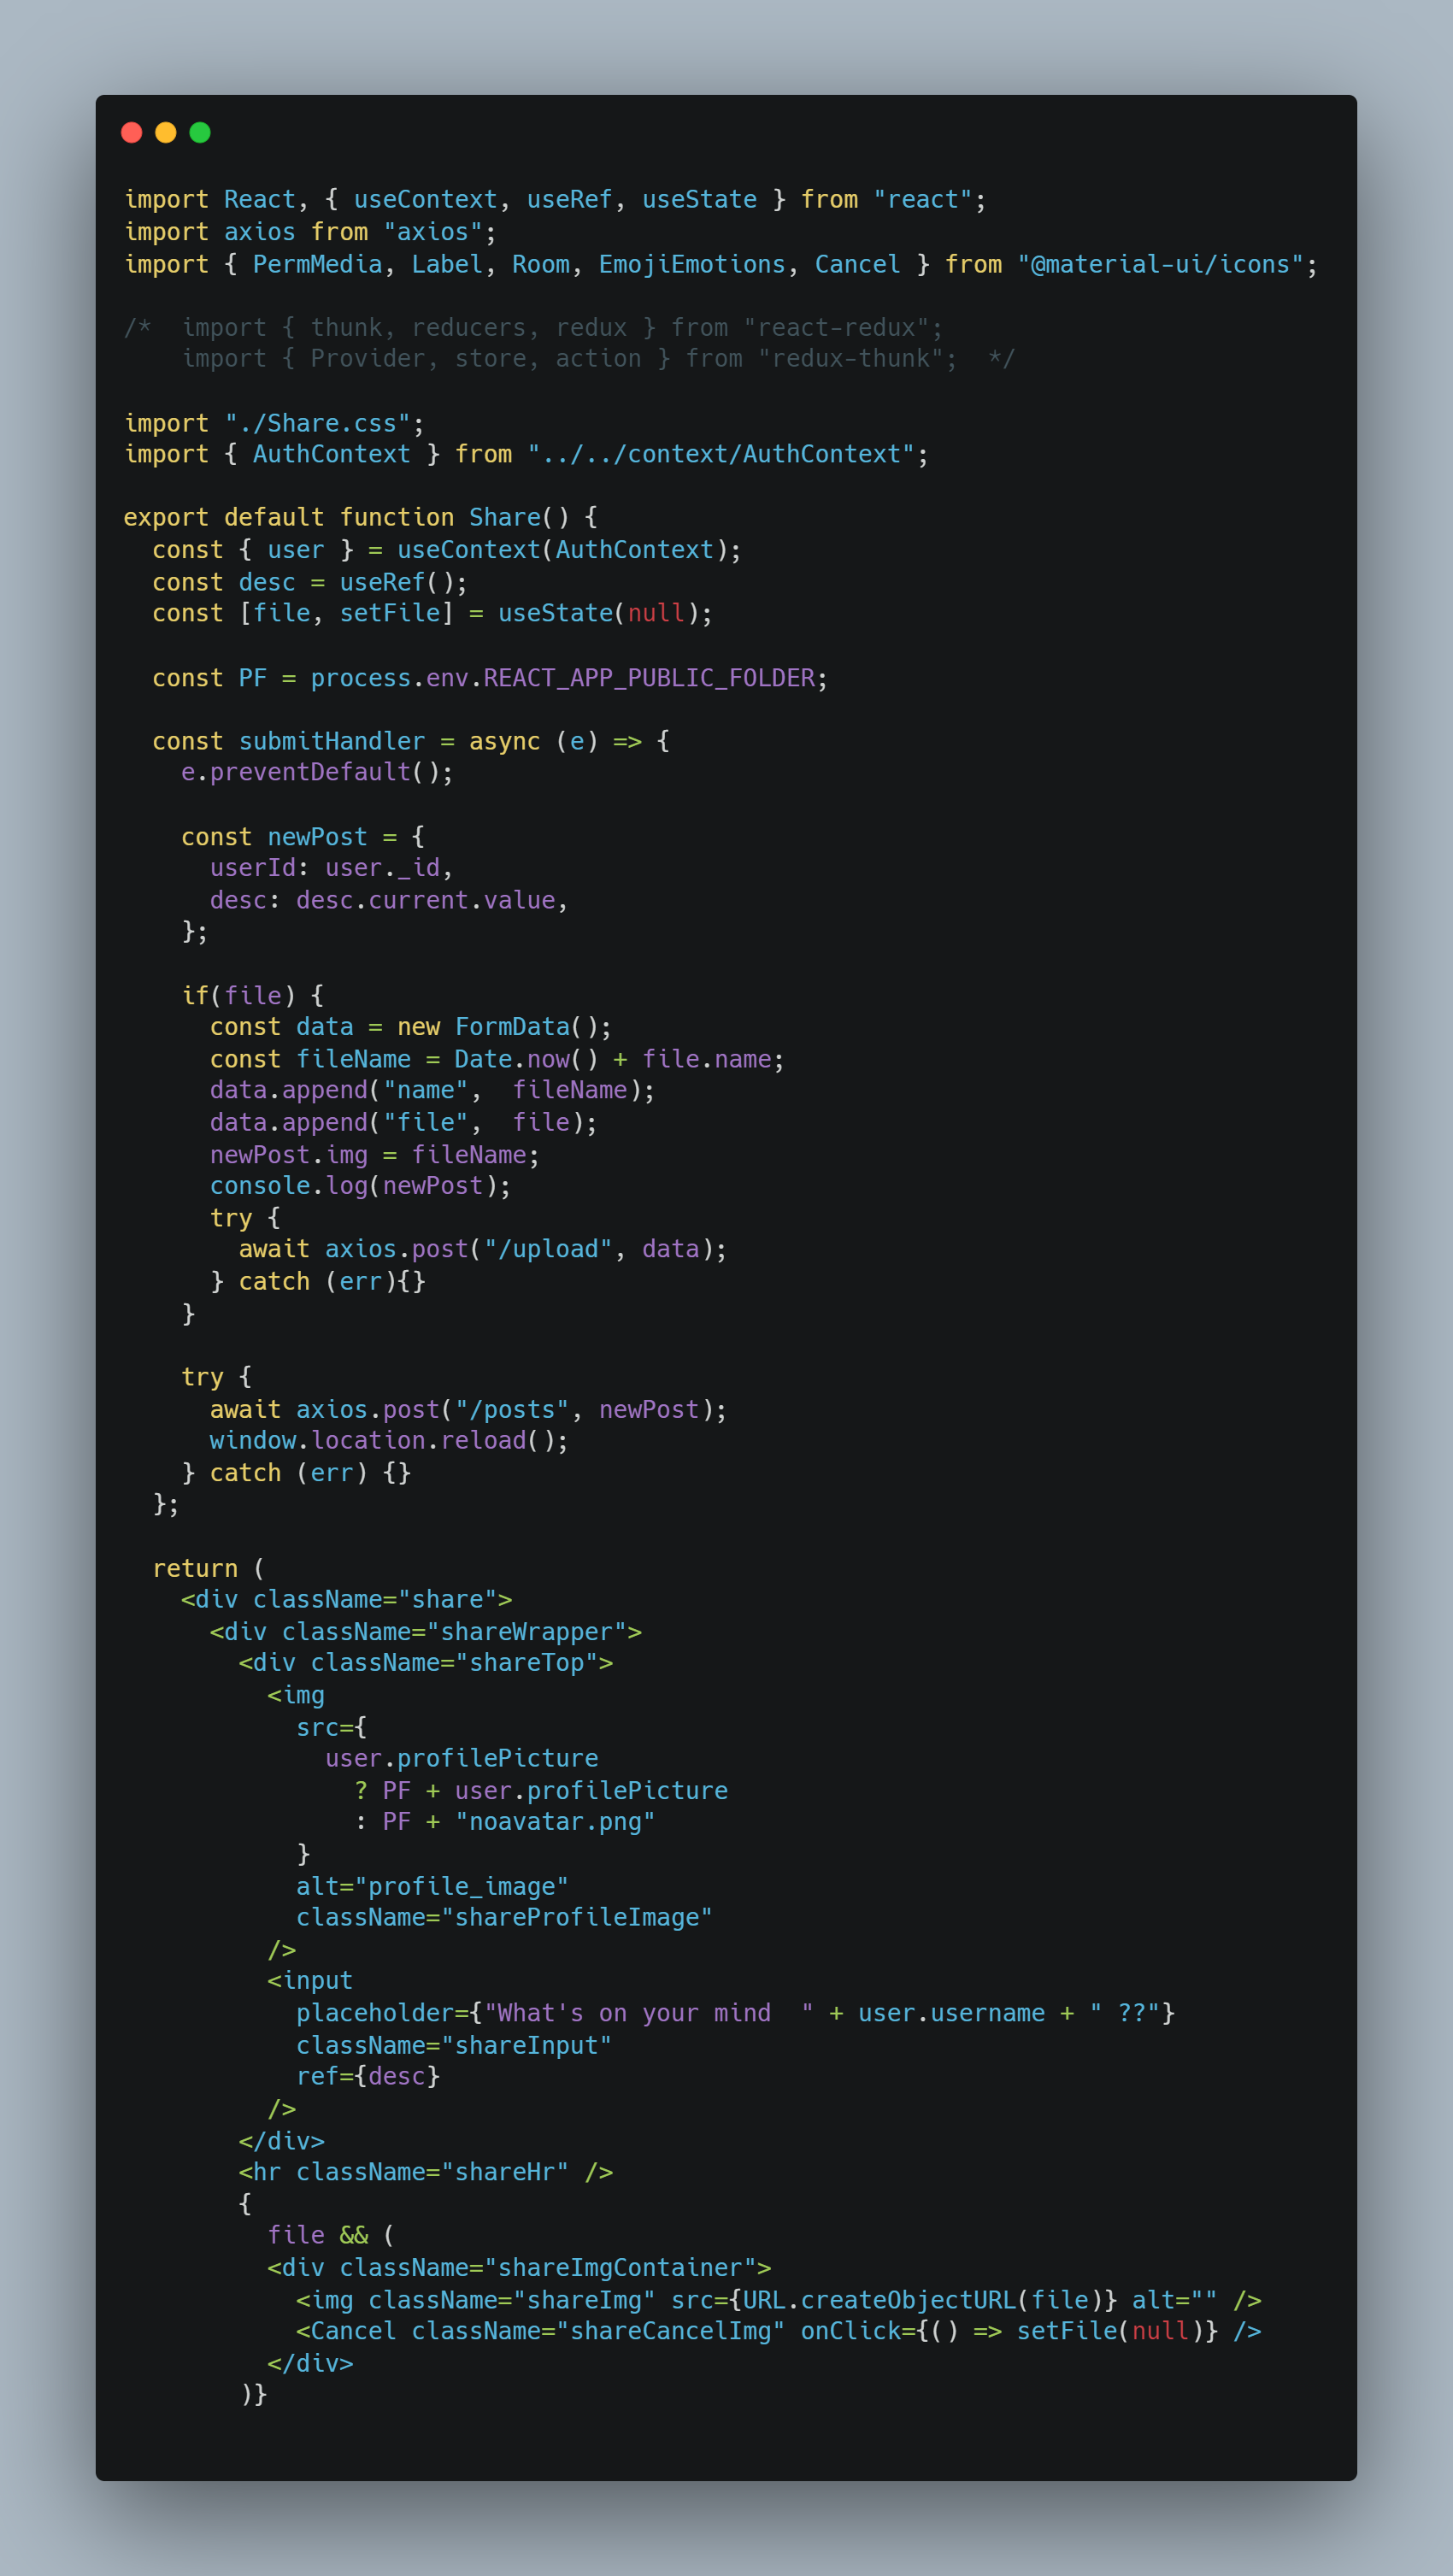 import React, { useContext, useRef, useState } from "react";
import axios from "axios";
import { PermMedia, Label, Room, EmojiEmotions, Cancel } from "@material-ui/icons";

/*  import { thunk, reducers, redux } from "react-redux";
    import { Provider, store, action } from "redux-thunk";  */

import "./Share.css";
import { AuthContext } from "../../context/AuthContext";

export default function Share() {
  const { user } = useContext(AuthContext);
  const desc = useRef();
  const [file, setFile] = useState(null);

  const PF = process.env.REACT_APP_PUBLIC_FOLDER;

  const submitHandler = async (e) => {
    e.preventDefault();

    const newPost = {
      userId: user._id,
      desc: desc.current.value,
    };

    if(file) {
      const data = new FormData();
      const fileName = Date.now() + file.name;
      data.append("name",  fileName);
      data.append("file",  file);
      newPost.img = fileName;
      console.log(newPost);
      try {
        await axios.post("/upload", data);
      } catch (err){}
    }

    try {
      await axios.post("/posts", newPost);
      window.location.reload();
    } catch (err) {}
  };

  return (
    <div className="share">
      <div className="shareWrapper">
        <div className="shareTop">
          <img
            src={
              user.profilePicture
                ? PF + user.profilePicture
                : PF + "noavatar.png"
            }
            alt="profile_image"
            className="shareProfileImage"
          />
          <input
            placeholder={"What's on your mind  " + user.username + " ??"}
            className="shareInput"
            ref={desc}
          />
        </div>
        <hr className="shareHr" />
        {
          file && (
          <div className="shareImgContainer">
            <img className="shareImg" src={URL.createObjectURL(file)} alt="" />
            <Cancel className="shareCancelImg" onClick={() => setFile(null)} />
          </div>
        )}